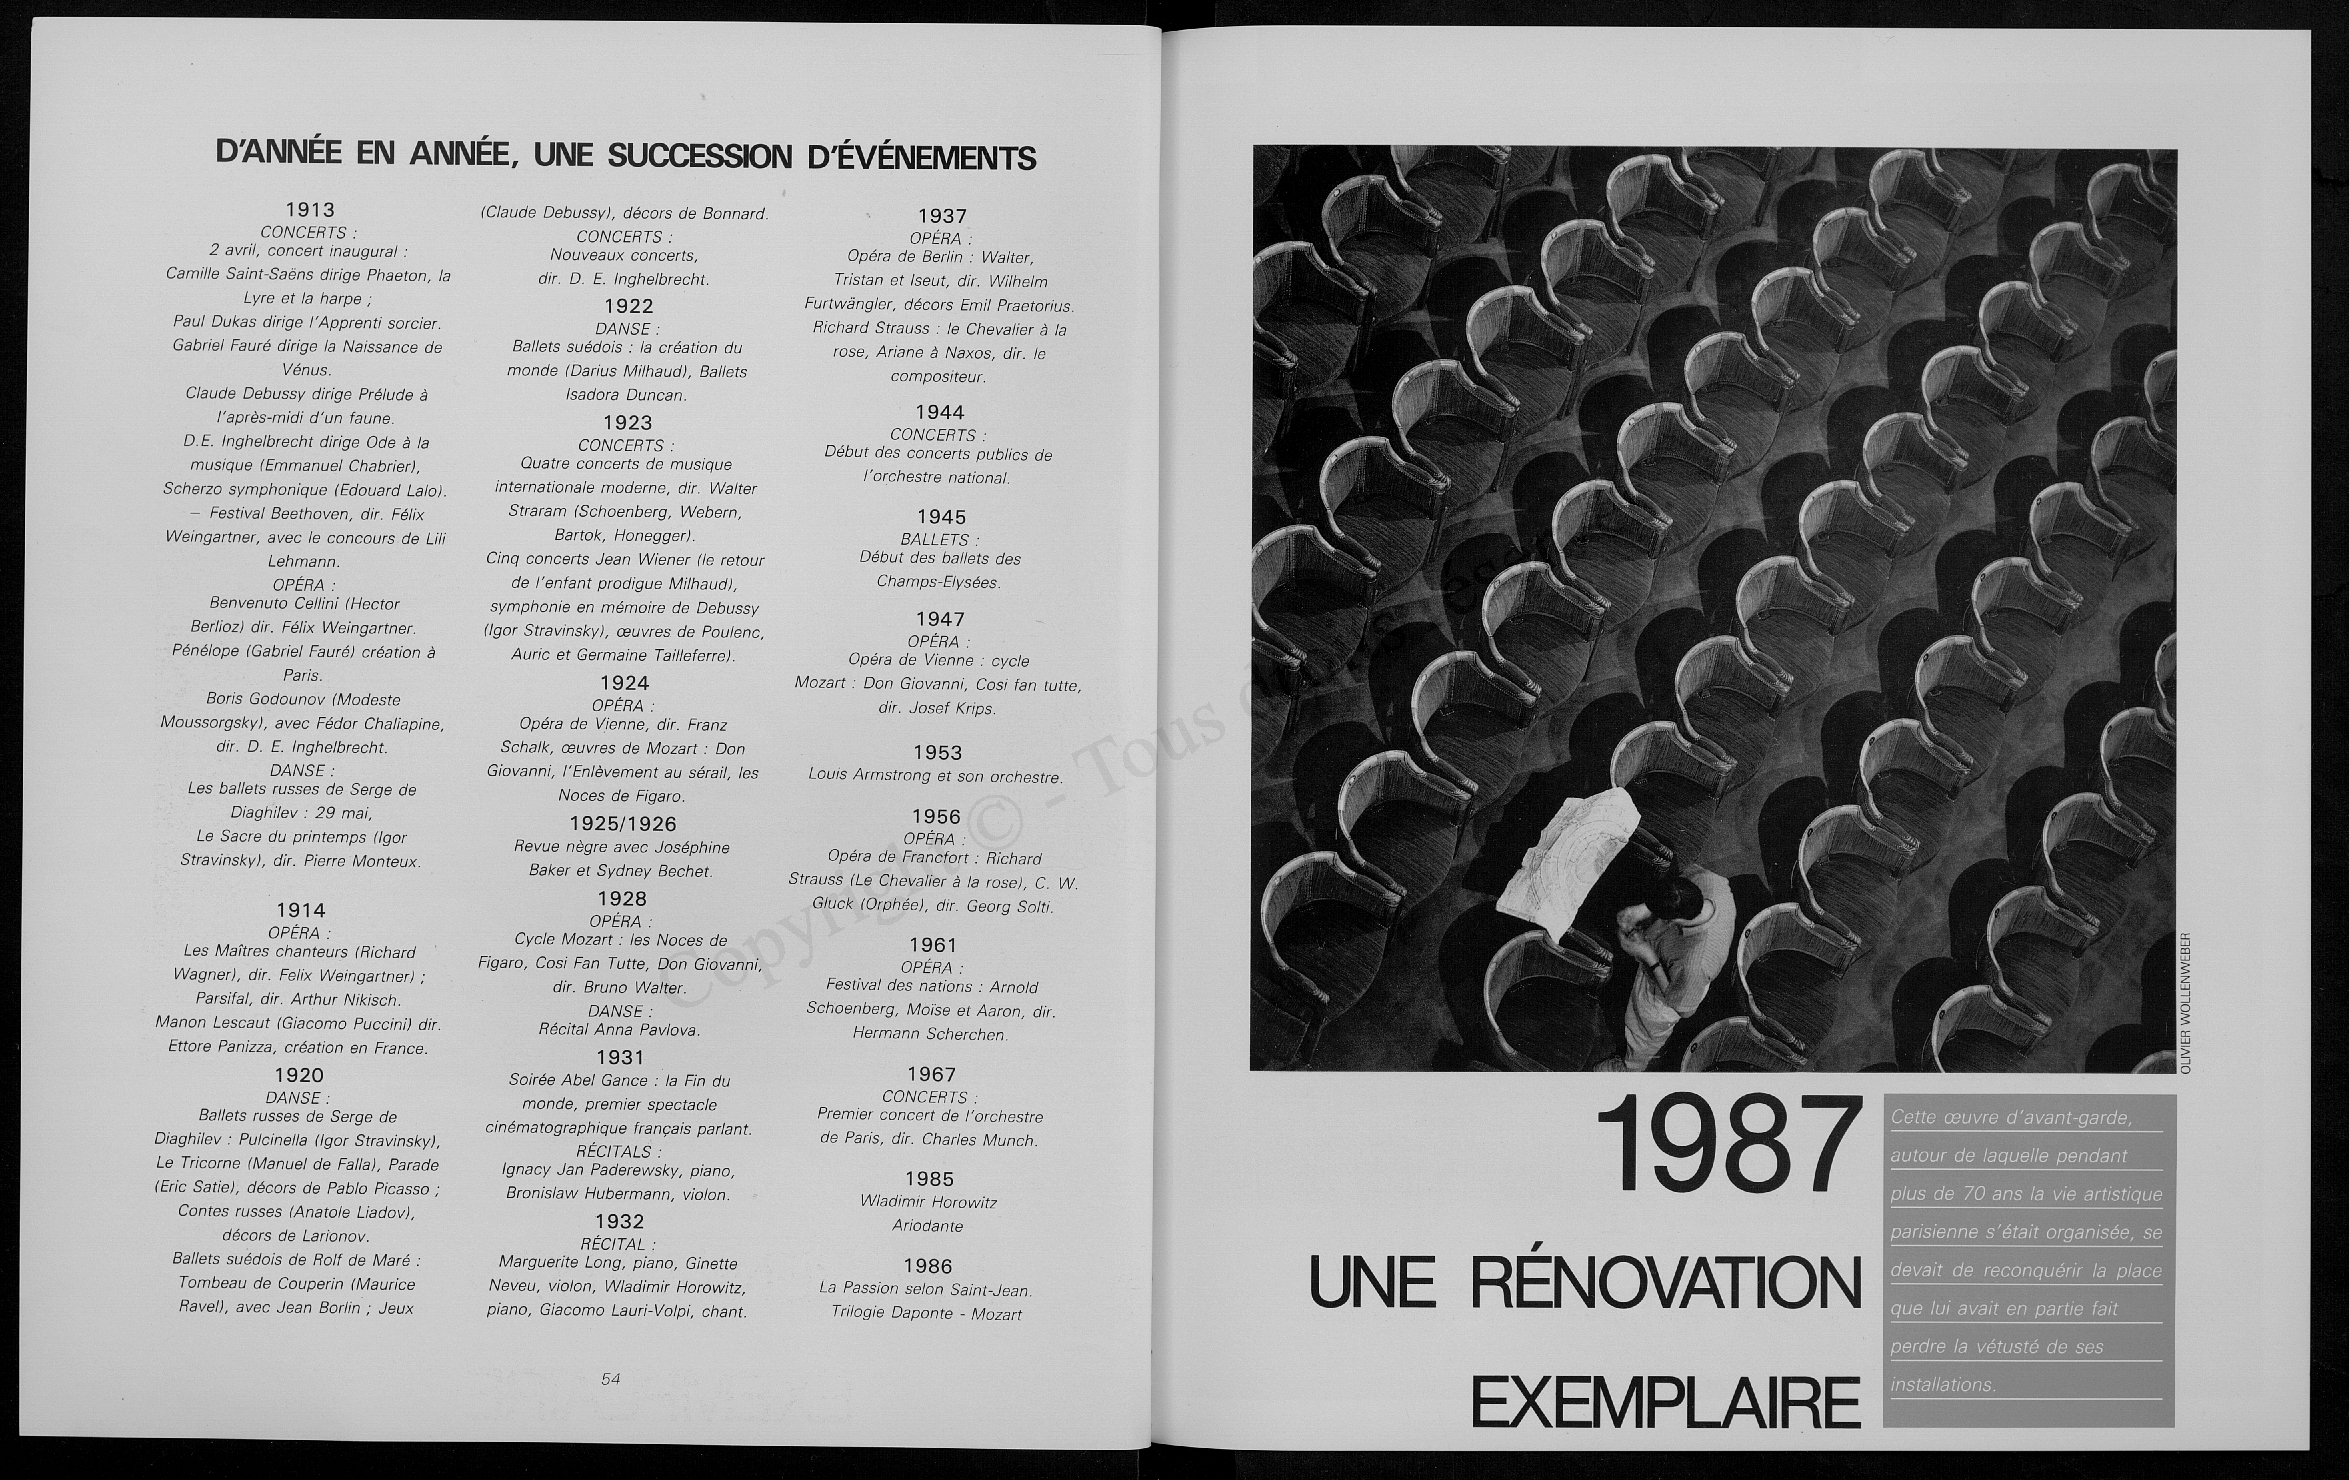 D'ANNÉE EN ANNÉE, UNE SUCCESSION D'ÉVÉNEMENTS
1913
CONCERTS :
2 avril, concert inaugural :
Camille Saint-Saëns dirige Phaeton, la
Lyre et la harpe ;
Paul Dukas dirige l'Apprenti sorcier.
Gabriel Fauré dirige la Naissance de
Vénus.
Claude Debussy dirige Prélude à
l'après-midi d'un faune.
D.E. Inghelbrecht dirige Ode à la
musique (Emmanuel Chabrier),
Scherzo symphonique (Edouard Lalo).
– Festival Beethoven, dir. Félix
Weingartner, avec le concours de Lili
Lehmann.
OPÉRA :
Benvenuto Cellini (Hector
Berlioz) dir. Félix Weingartner.
Pénélope (Gabriel Fauré) création à
Paris.
Boris Godounov (Modeste
Moussorgsky), avec Fédor Chaliapine,
dir. D. E. Inghelbrecht.
DANSE :
Les ballets russes de Serge de
Diaghilev : 29 mai,
Le Sacre du printemps (Igor
Stravinsky), dir. Pierre Monteux.
1914
OPÉRA :
Les Maîtres chanteurs (Richard
Wagner), dir. Felix Weingartner) ;
Parsifal, dir. Arthur Nikisch.
Manon Lescaut (Giacomo Puccini) dir.
Ettore Panizza, création en France.
1920
DANSE :
Ballets russes de Serge de
Diaghilev : Pulcinella (Igor Stravinsky),
Le Tricorne (Manuel de Falla), Parade
(Eric Satie), décors de Pablo Picasso ;
Contes russes (Anatole Liadov),
décors de Larionov.
Ballets suédois de Rolf de Maré :
Tombeau de Couperin (Maurice
Ravel), avec Jean Borlin ; Jeux
(Claude Debussy), décors de Bonnard.
CONCERTS :
Nouveaux concerts,
dir. D. E. Inghelbrecht.
1922
DANSE :
Ballets suédois : la création du
monde (Darius Milhaud), Ballets
Isadora Duncan.
1923
CONCERTS :
Quatre concerts de musique
internationale moderne, dir. Walter
Straram (Schoenberg, Webern,
Bartok, Honegger).
Cinq concerts Jean Wiener (le retour
de l'enfant prodigue Milhaud),
symphonie en mémoire de Debussy
(Igor Stravinsky), œuvres de Poulenc,
Auric et Germaine Tailleferre).
1924
OPÉRA :
Opéra de Vienne, dir. Franz
Schalk, œuvres de Mozart : Don
Giovanni, l'Enlèvement au sérail, les
Noces de Figaro.
1925/1926
Revue nègre avec Joséphine
Baker et Sydney Bechet.
1928
OPÉRA :
Cycle Mozart : les Noces de
Figaro, Cosi Fan Tutte, Don Giovanni,
dir. Bruno Walter.
DANSE :
Récital Anna Pavlova.
1931
Soirée Abel Gance : la Fin du
monde, premier spectacle
cinématographique français parlant.
RÉCITALS :
Ignacy Jan Paderewsky, piano,
Bronislaw Hubermann, violon.
1932
RÉCITAL :
Marguerite Long, piano, Ginette
Neveu, violon, Wladimir Horowitz,
piano, Giacomo Lauri-Volpi, chant.
1937
OPÉRA :
Opéra de Berlin : Walter,
Tristan et Iseut, dir. Wilhelm
Furtwängler, décors Emil Praetorius.
Richard Strauss : le Chevalier à la
rose, Ariane à Naxos, dir. le
compositeur.
1944
CONCERTS :
Début des concerts publics de
l'orchestre national.
1945
BALLETS :
Début des ballets des
Champs-Elysées.
1947
OPÉRA :
Opéra de Vienne : cycle
Mozart : Don Giovanni, Cosi fan tutte,
dir. Josef Krips.
1953
Louis Armstrong et son orchestre.
1956
OPÉRA :
Opéra de Francfort : Richard
Strauss (Le Chevalier à la rose), C. W.
Gluck (Orphée), dir. Georg Solti.
1961
OPÉRA :
Festival des nations : Arnold
Schoenberg, Moïse et Aaron, dir.
Hermann Scherchen.
1967
CONCERTS :
Premier concert de l'orchestre
de Paris, dir. Charles Munch.
1985
Wladimir Horowitz
Ariodante
1986
La Passion selon Saint-Jean.
Trilogie Daponte - Mozart
54
OLIVIER WOLLENWEBER
1987
UNE RÉNOVATION
EXEMPLAIRE
Cette œuvre d'avant-garde,
autour de laquelle pendant
plus de 70 ans la vie artistique
parisienne s'était organisée, se
devait de reconquérir la place
que lui avait en partie fait
perdre la vétusté de ses
installations.
Copyright © - Tous